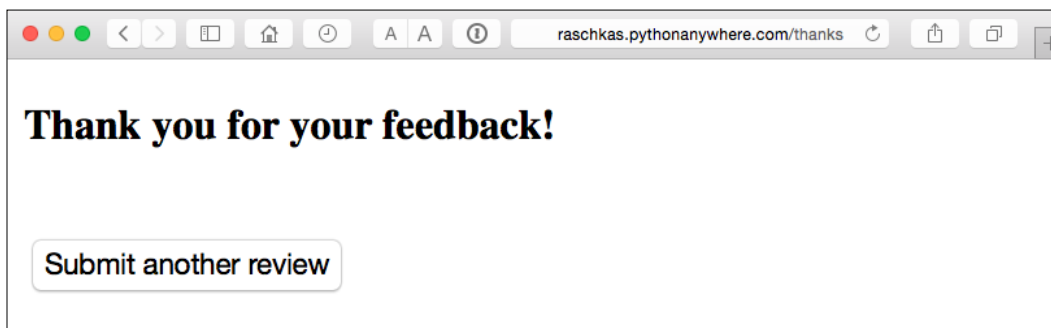 A A
raschkas.pythonanywhere.com/thanks
Thank you for your feedback!
Submit another review